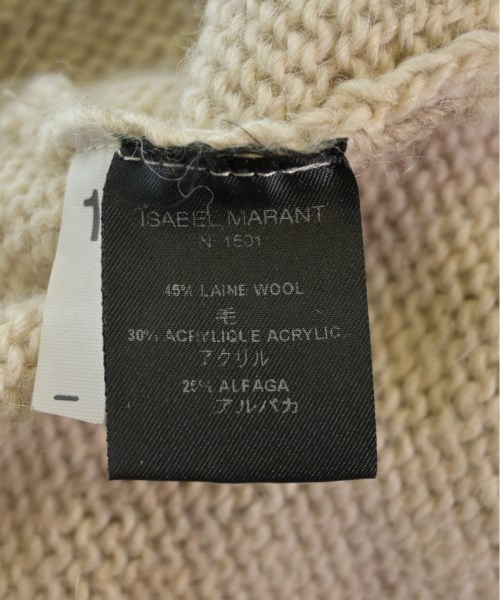 ISABEL MARANT
N° 1501
45% LAINE WOOL
毛
30% ACRYLIQUE ACRYLIC
アクリル
25% ALPAGA
アルパカ
1